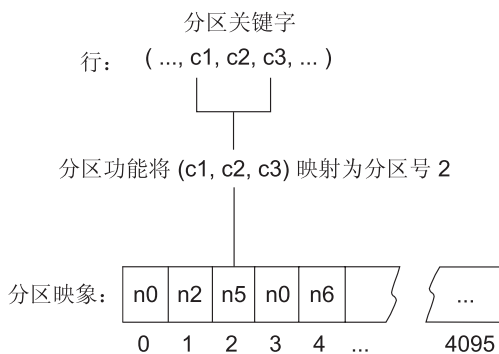 分区关键字
行： ( ..., c1, c2, c3, ... )
分区功能将 (c1, c2, c3) 映射为分区号 2
分区映象： n0 n2 n5 n0 n6 ...
0 1 2 3 4 ... 4095